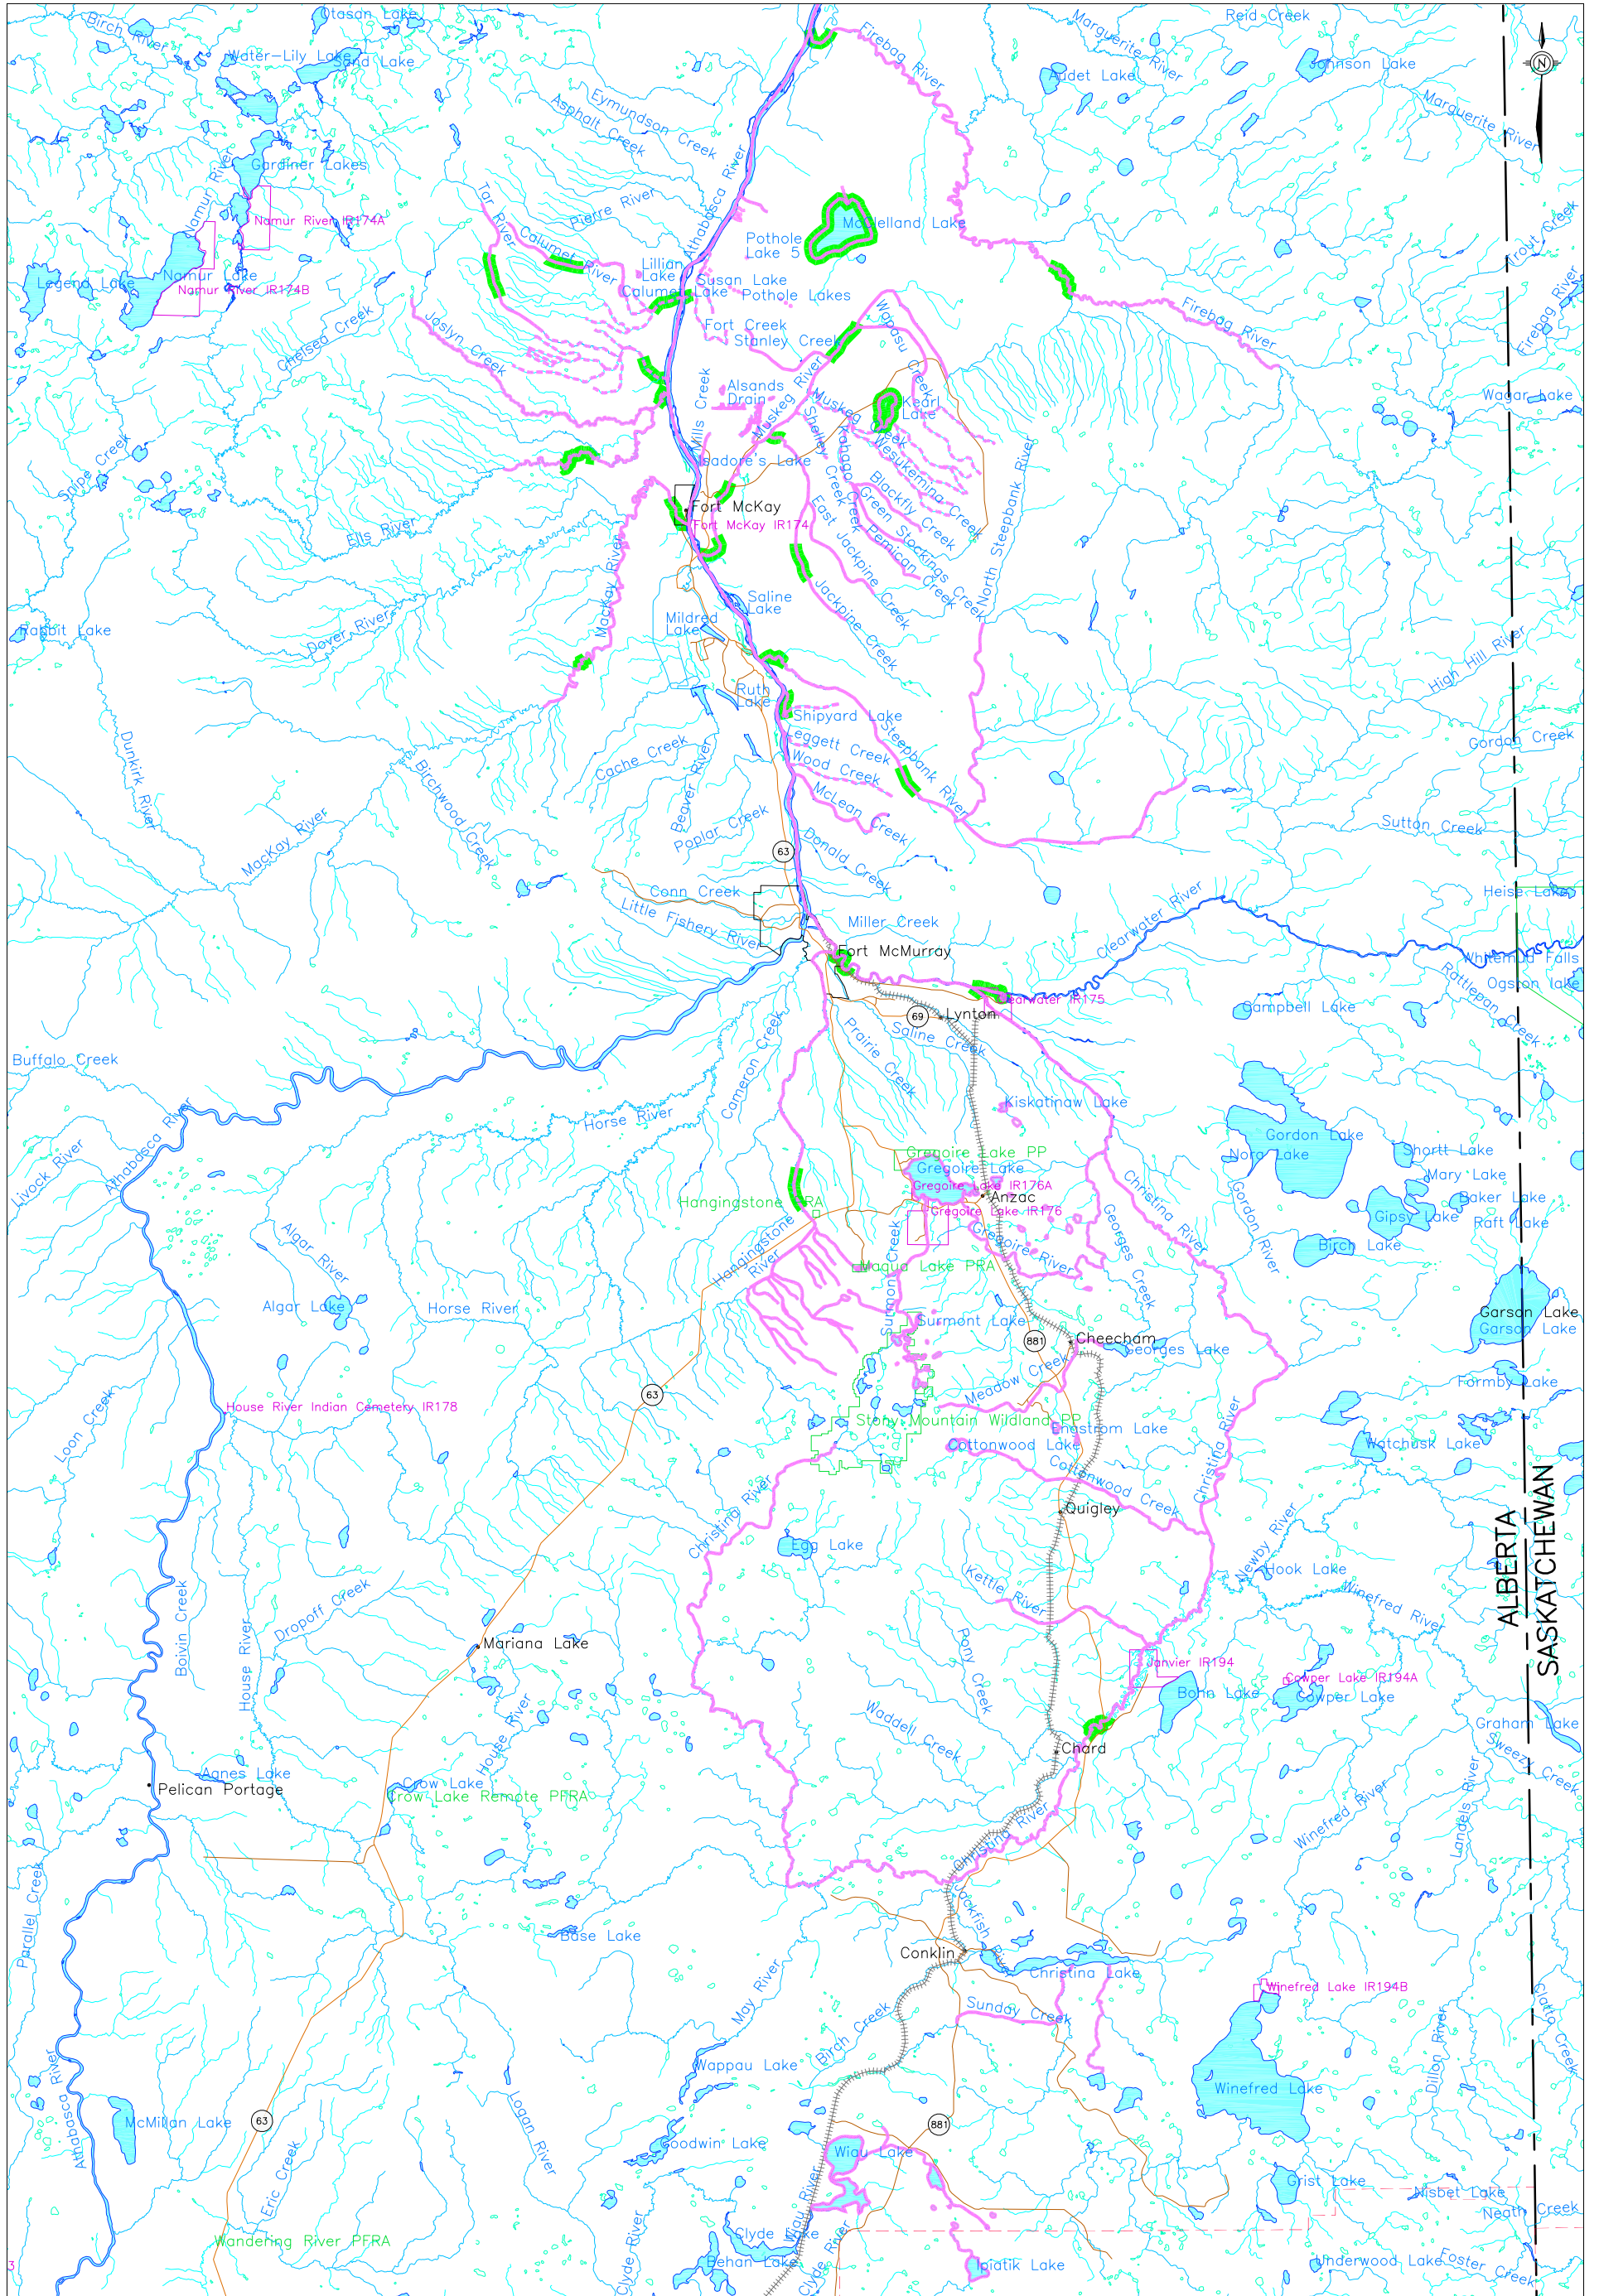 Birch River
Otasan Lake
Water-Lily Lake
Sand Lake
Eymundson Creek
Asphalt Creek
Firebag River
Marguerite River
Reid Creek
Audet Lake
Johnson Lake
N
Marguerite River
Gardiner Lakes
Namur River
Namur River IR174A
Tar River
Pierre River
Calumet River
Athabasca River
McClelland Lake
Pothole
Lake 5
Trout Creek
Legend Lake
Namur Lake
Namur River IR174B
Lillian
Lake
Calumet Lake
Susan Lake
Pothole Lakes
Firebag River
Firebag River
Chelsea Creek
Joslyn Creek
Fort Creek
Stanley Creek
Wapasu Creek
Mills Creek
Alsands
Drain
Muskeg River
Muskeg Creek
Kearl
Lake
Wagar Lake
Shelley Creek
Kahago Creek
Wesukemina Creek
Snipe Creek
Isadore's Lake
Blackfly Creek
Green Stockings Creek
Pemican Creek
North Steepbank River
Fort McKay
Fort McKay IR174
Ells River
East Jackpine Creek
Jackpine Creek
MacKay River
Saline
Lake
Mildred
Lake
Dover River
Rabbit Lake
High Hill River
Ruth
Lake
Shipyard Lake
Leggett Creek
Wood Creek
Steepbank River
Gordon Creek
Dunkirk River
Birchwood Creek
Cache Creek
Beaver River
McLean Creek
Poplar Creek
Donald Creek
MacKay River
Sutton Creek
63
Conn Creek
Little Fishery River
Miller Creek
Heise Lake
Clearwater River
Fort McMurray
Whitemud Falls
Rattlepan Creek
Ogston lake
Clearwater IR175
Campbell Lake
69
Lynton
Saline Creek
Prairie Creek
Cameron Creek
Buffalo Creek
Horse River
Kiskatinaw Lake
Athabasca River
Livock River
Gordon Lake
Nora Lake
Shortt Lake
Mary Lake
Gregoire Lake PP
Gregoire Lake
Gregoire Lake IR176A
Anzac
Gregoire Lake IR176
Hangingstone PRA
Christina River
Gordon River
Baker Lake
Gipsy Lake
Raft Lake
Birch Lake
Georges Creek
Gregoire River
Hangingstone
River
Surmont Creek
Maqua Lake PRA
Algar River
Algar Lake
Horse River
Surmont Lake
Garson Lake
Garson Lake
881
Cheecham
Georges Lake
Meadow Creek
Formby Lake
63
House River Indian Cemetery IR178
Loon Creek
Stony Mountain Wildland PP
Engstrom Lake
Cottonwood Lake
Cottonwood Creek
Christina River
Watchusk Lake
Christina River
Quigley
ALBERTA
SASKATCHEWAN
Egg Lake
Newby River
Hook Lake
Winefred River
Kettle River
Boivin Creek
House River
Dropoff Creek
Mariana Lake
Pony Creek
Janvier IR194
Bohn Lake
Cowper Lake IR194A
Cowper Lake
Waddell Creek
Graham Lake
Sweezy Creek
House River
Chard
Agnes Lake
Pelican Portage
Crow Lake
Crow Lake Remote PFRA
Christina River
Winefred River
Landels River
Parallel Creek
Jackfish River
Base Lake
Conklin
Christina Lake
Winefred Lake IR194B
May River
Birch Creek
Sunday Creek
Slatto Creek
Dillon River
Athabasca River
Wappau Lake
Winefred Lake
McMillan Lake
63
881
Logan River
Goodwin Lake
Wiau Lake
Eric Creek
Grist Lake
Nisbet Lake
Neath Creek
Wandering River PFRA
Clyde River
Clyde Lake
Wiau River
Behan Lake
Clyde River
Ipiatik Lake
Underwood Lake
Foster Creek
3